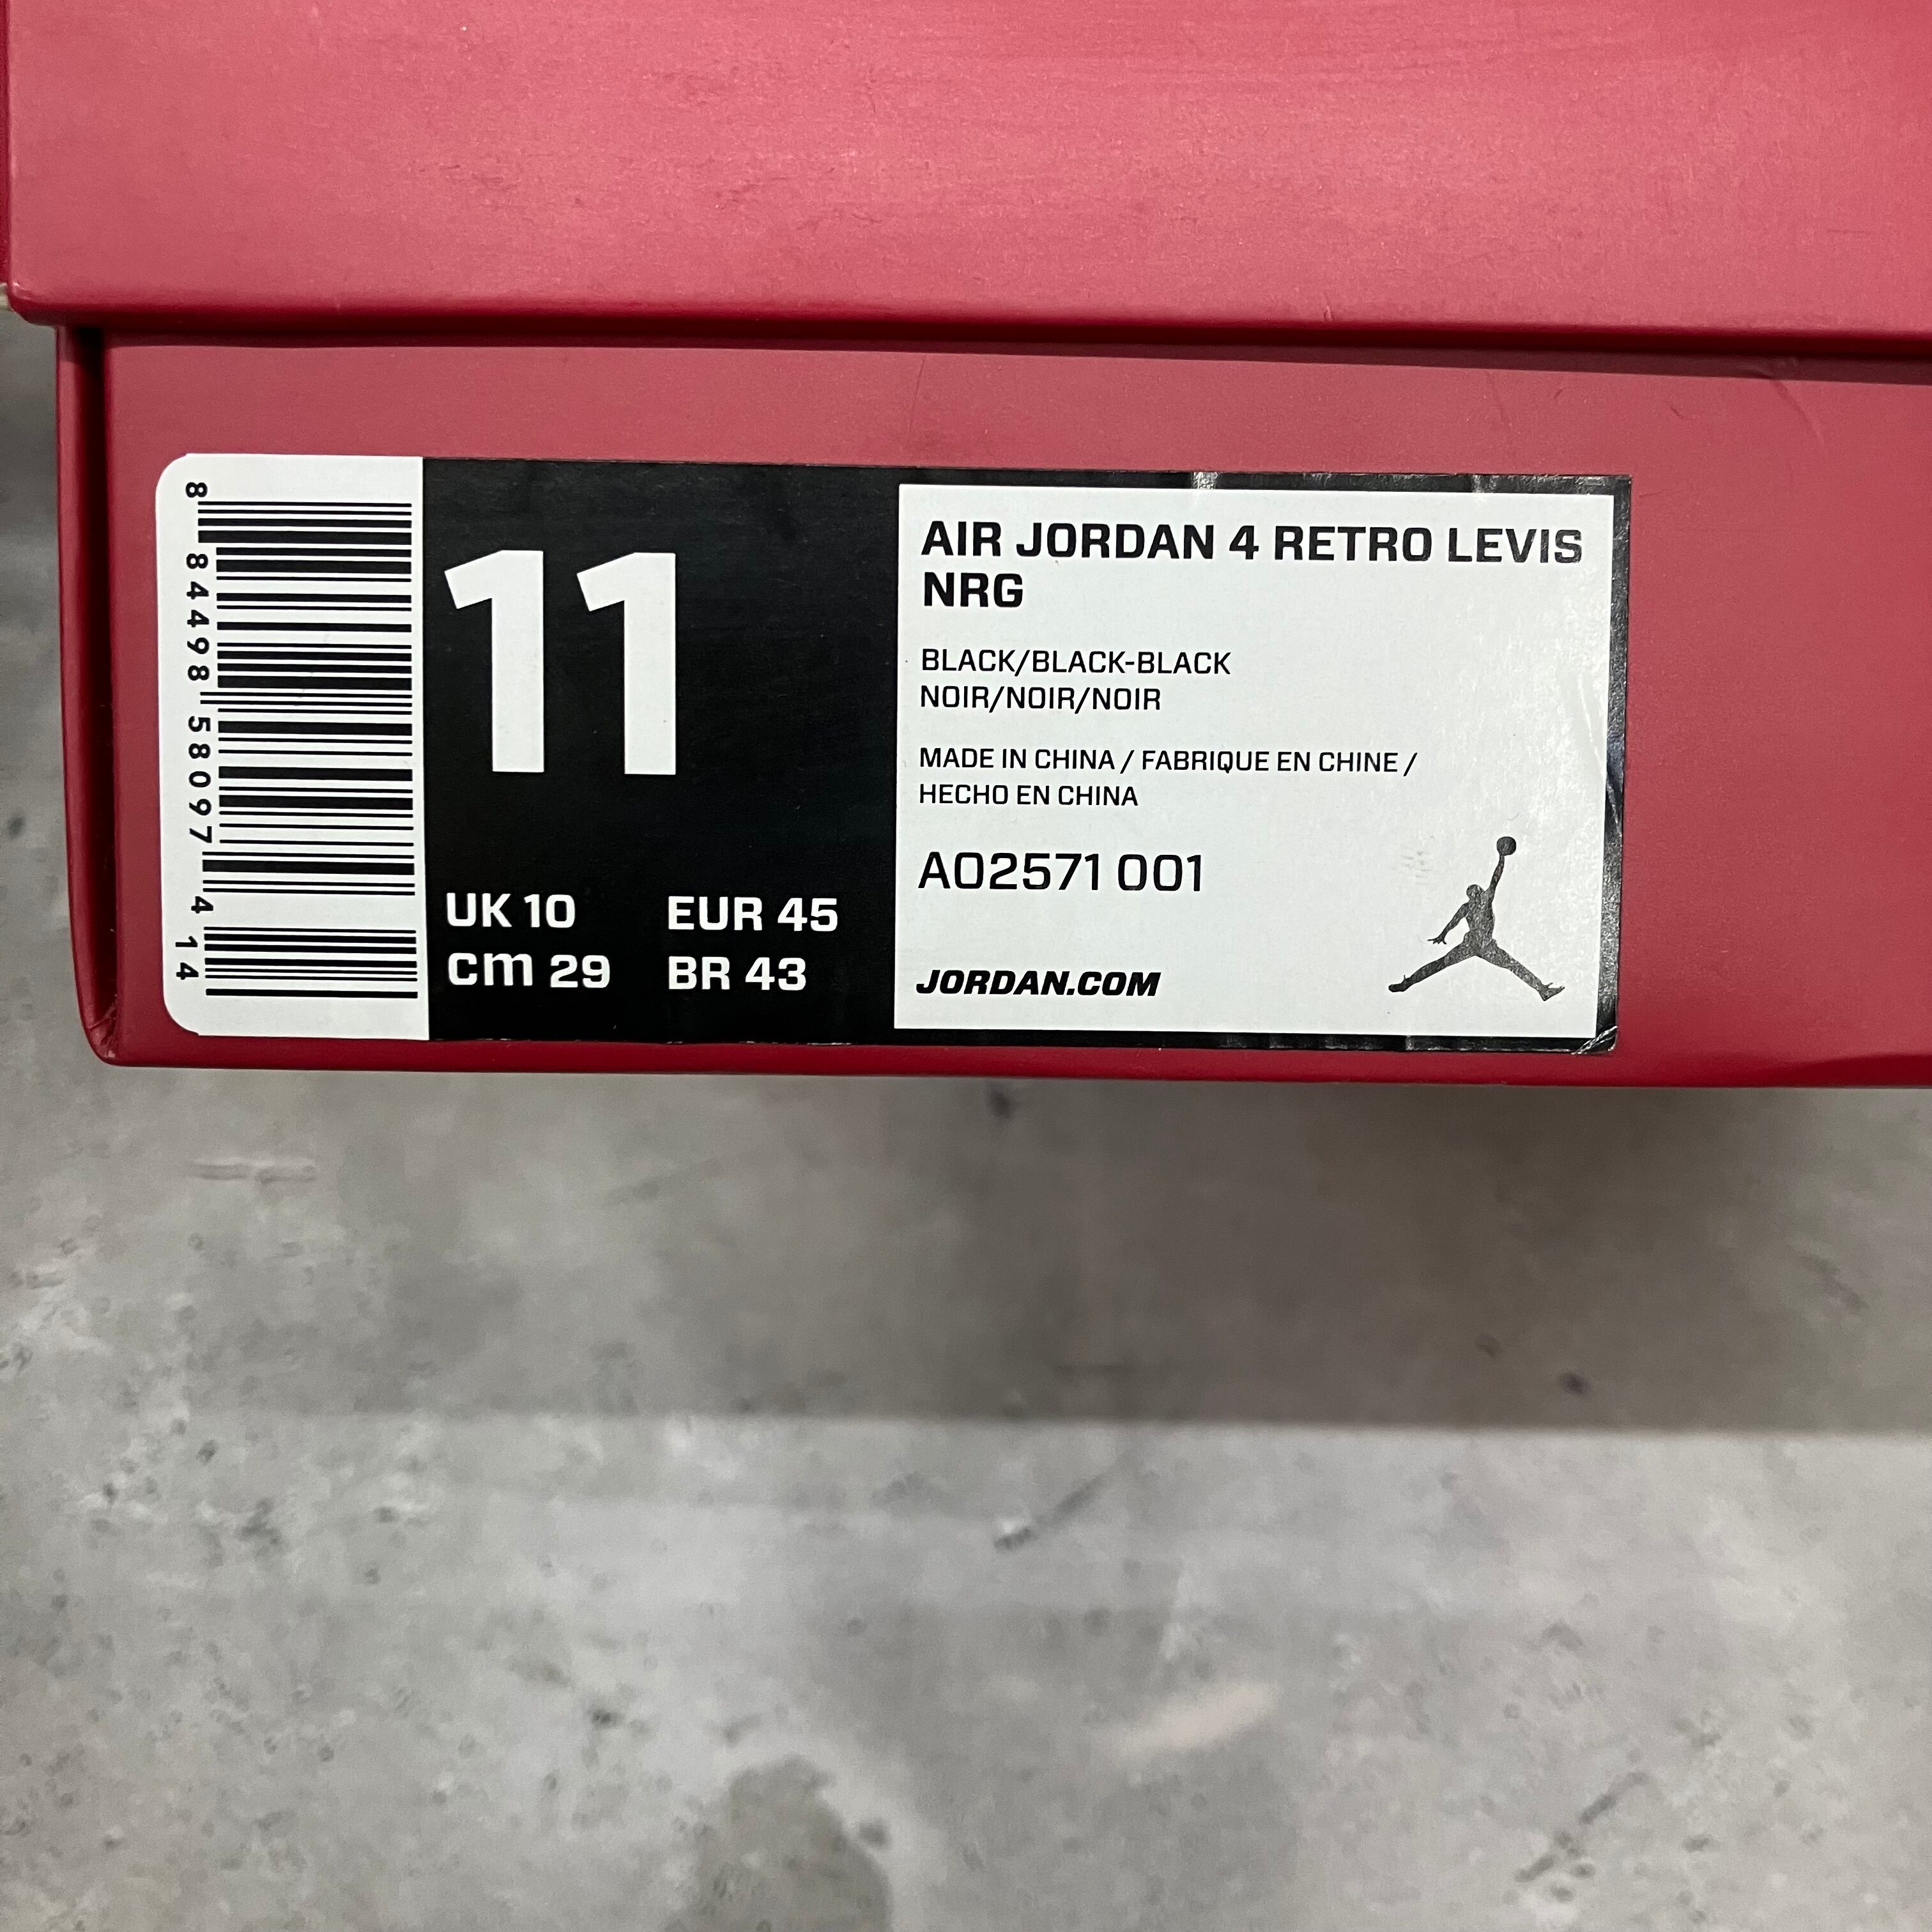 8 84498 58097 4 14
11
UK 10 EUR 45
cm 29 BR 43
AIR JORDAN 4 RETRO LEVIS
NRG
BLACK/BLACK-BLACK
NOIR/NOIR/NOIR
MADE IN CHINA / FABRIQUE EN CHINE /
HECHO EN CHINA
AO2571 001
JORDAN.COM